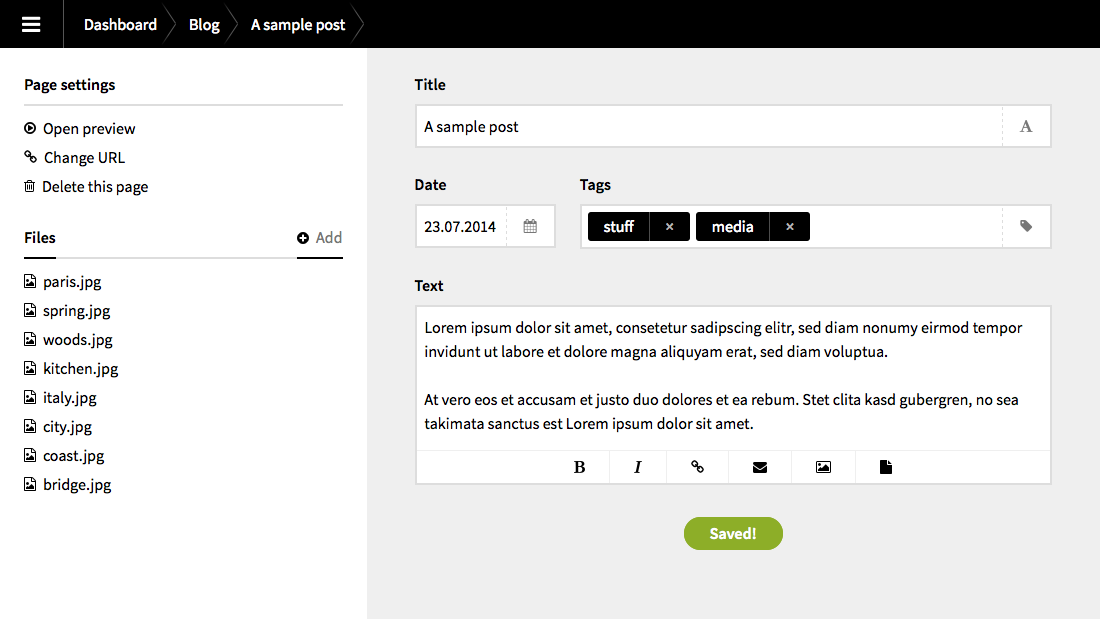 Dashboard Blog A sample post
Page settings
Open preview
Change URL
Delete this page
Files Add
paris.jpg
spring.jpg
woods.jpg
kitchen.jpg
italy.jpg
city.jpg
coast.jpg
bridge.jpg
Title
A sample post A
Date Tags
23.07.2014 stuff × media ×
Text
Lorem ipsum dolor sit amet, consetetur sadipscing elitr, sed diam nonumy eirmod tempor
invidunt ut labore et dolore magna aliquyam erat, sed diam voluptua.
At vero eos et accusam et justo duo dolores et ea rebum. Stet clita kasd gubergren, no sea
takimata sanctus est Lorem ipsum dolor sit amet.
B I
Saved!